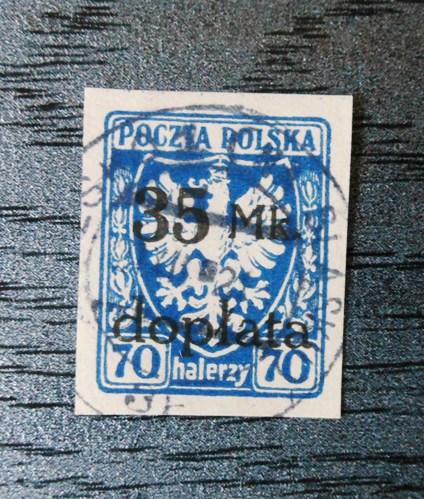 POCZTA POLSKA
35 Mk.
dopłata
70 halerzy 70